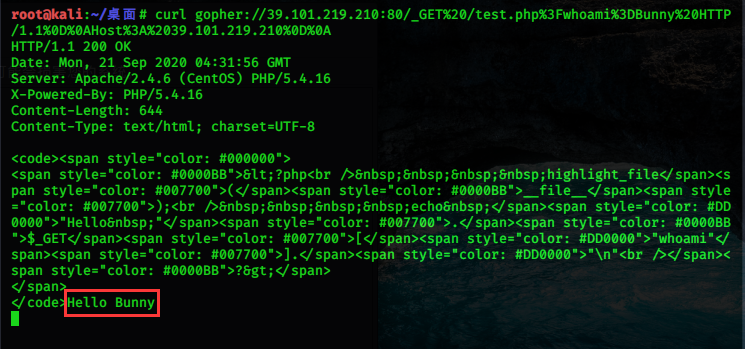 root@kali:~/桌面# curl gopher://39.101.219.210:80/_GET%20/test.php%3Fwhoami%3DBunny%20HTTP
/1.1%0D%0AHost%3A%2039.101.219.210%0D%0A
HTTP/1.1 200 OK
Date: Mon, 21 Sep 2020 04:31:56 GMT
Server: Apache/2.4.6 (CentOS) PHP/5.4.16
X-Powered-By: PHP/5.4.16
Content-Length: 644
Content-Type: text/html; charset=UTF-8
<code><span style="color: #000000">
<span style="color: #0000BB">&lt;?php<br />&nbsp;&nbsp;&nbsp;&nbsp;highlight_file</span><s
pan style="color: #007700">(</span><span style="color: #0000BB">__file__</span><span style
="color: #007700">);<br />&nbsp;&nbsp;&nbsp;&nbsp;echo&nbsp;</span><span style="color: #DD
0000">"Hello&nbsp;"</span><span style="color: #007700">.</span><span style="color: #0000BB
">$_GET</span><span style="color: #007700">[</span><span style="color: #DD0000">"whoami"</
span><span style="color: #007700">].</span><span style="color: #DD0000">"\n"<br /></span><
span style="color: #0000BB">?&gt;</span>
</span>
</code>Hello Bunny